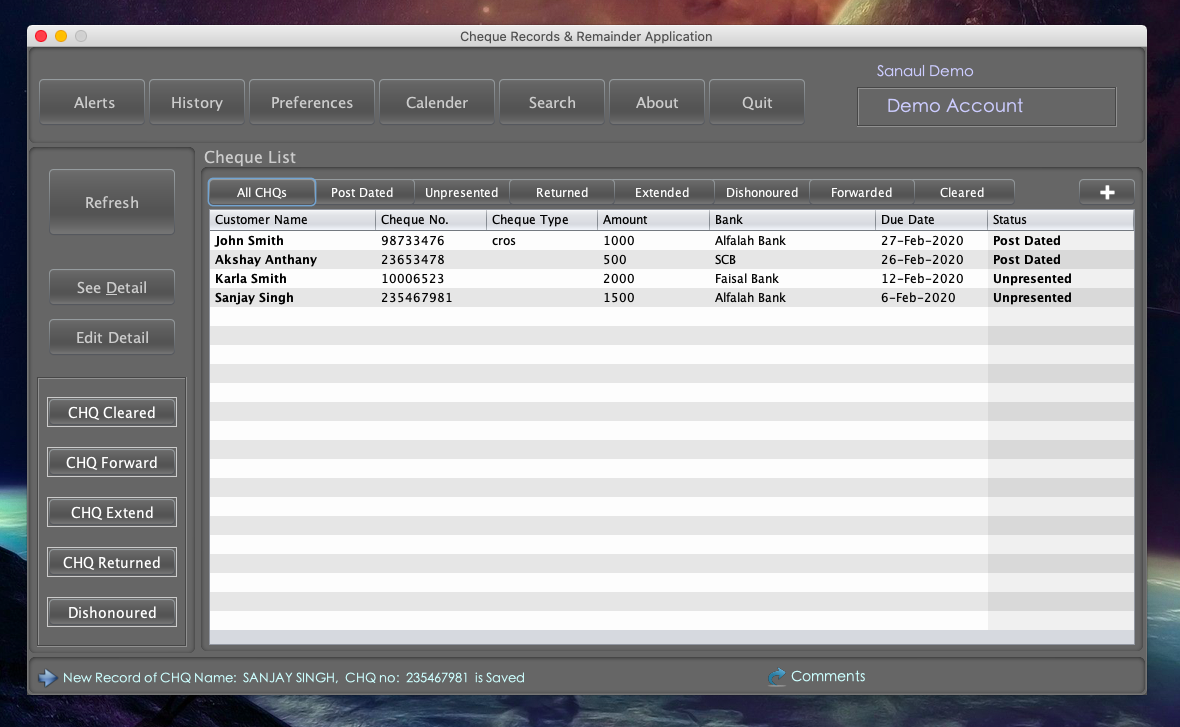 Cheque Records & Remainder Application
Alerts History Preferences Calender Search About Quit
Sanaul Demo
Demo Account
Refresh
See Detail
Edit Detail
CHQ Cleared
CHQ Forward
CHQ Extend
CHQ Returned
Dishonoured
Cheque List
All CHQs Post Dated Unpresented Returned Extended Dishonoured Forwarded Cleared
Customer Name Cheque No. Cheque Type Amount Bank Due Date Status
John Smith 98733476 cros 1000 Alfalah Bank 27-Feb-2020 Post Dated
Akshay Anthany 23653478 500 SCB 26-Feb-2020 Post Dated
Karla Smith 10006523 2000 Faisal Bank 12-Feb-2020 Unpresented
Sanjay Singh 235467981 1500 Alfalah Bank 6-Feb-2020 Unpresented
New Record of CHQ Name: SANJAY SINGH, CHQ no: 235467981 is Saved
Comments